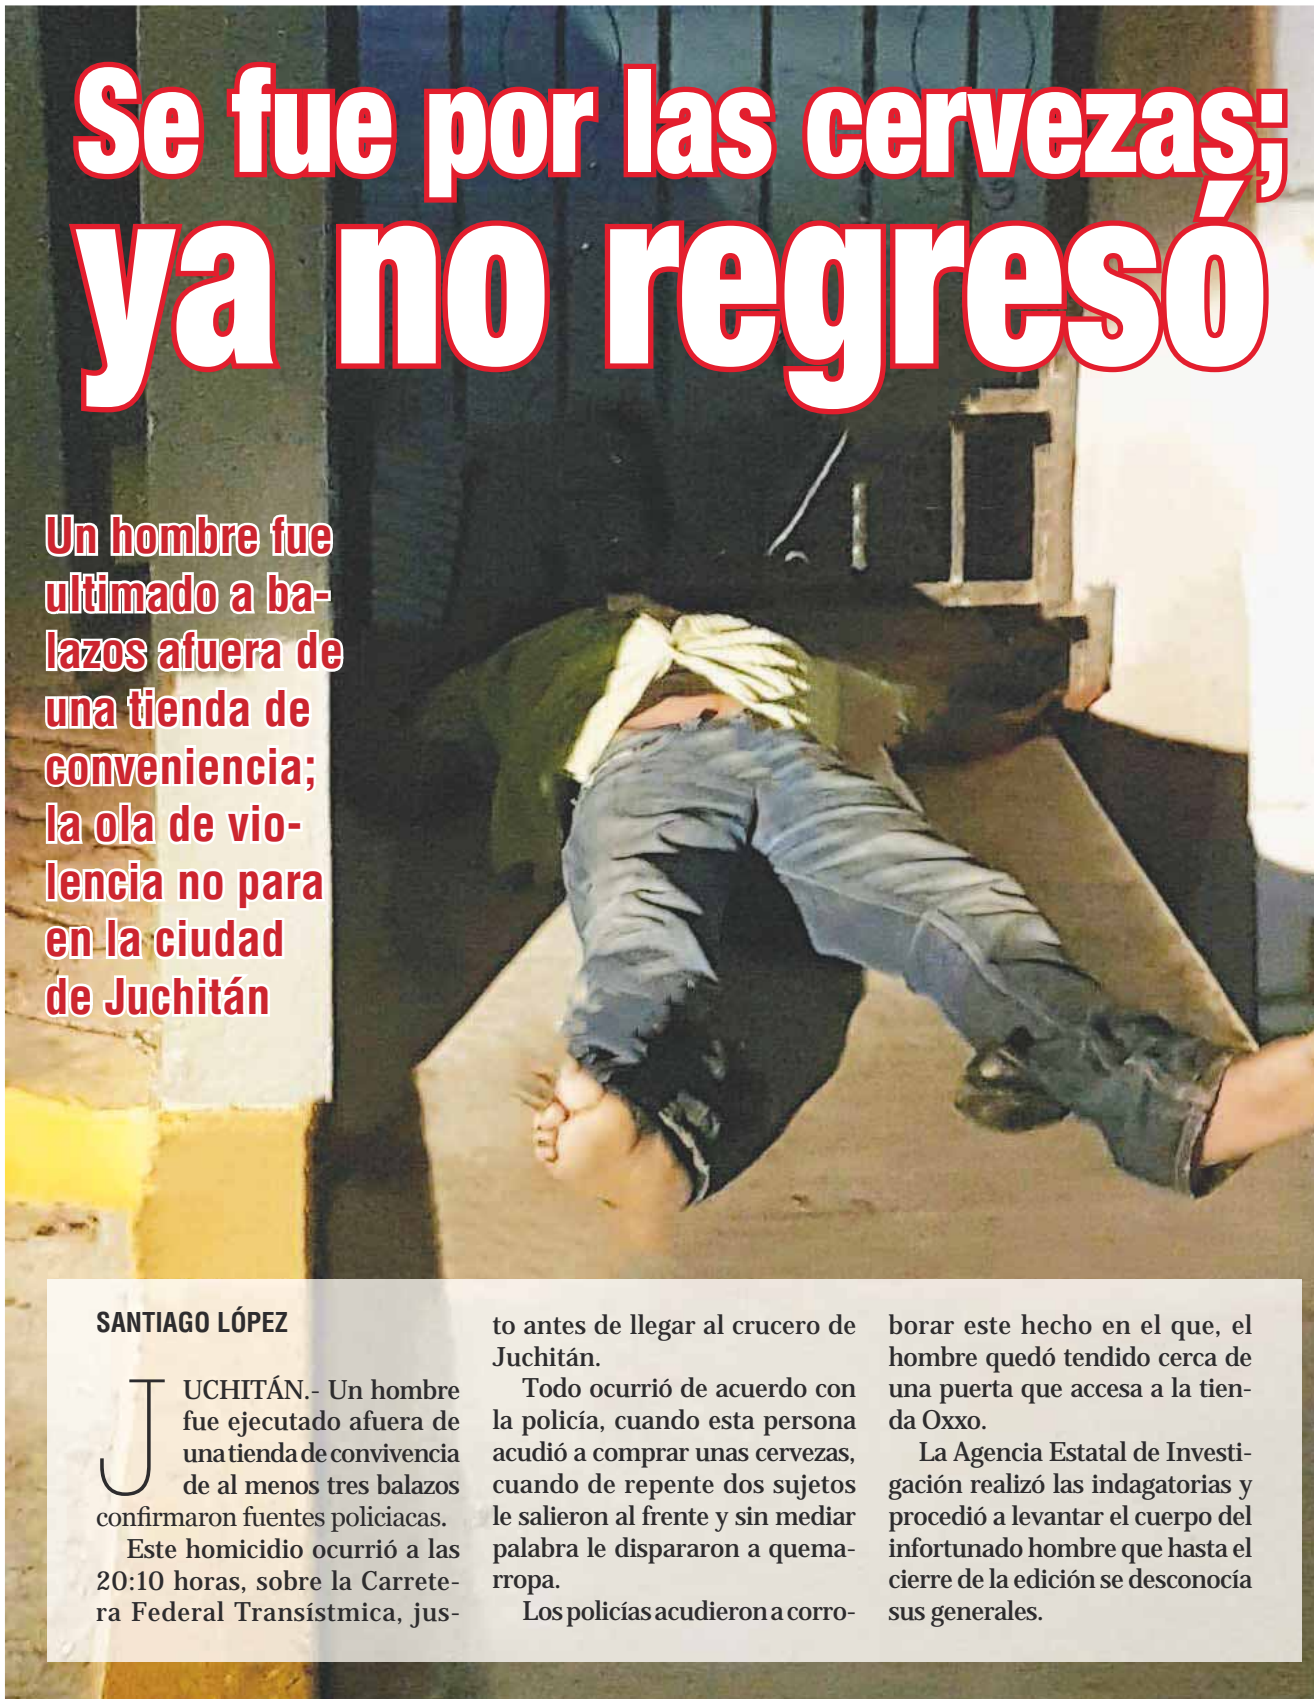 Se fue por las cervezas;
ya no regresó
Un hombre fue
ultimado a ba-
lazos afuera de
una tienda de
conveniencia;
la ola de vio-
lencia no para
en la ciudad
de Juchitán
SANTIAGO LÓPEZ
JUCHITÁN.- Un hombre
fue ejecutado afuera de
una tienda de convivencia
de al menos tres balazos
confirmaron fuentes policiacas.
Este homicidio ocurrió a las
20:10 horas, sobre la Carrete-
ra Federal Transístmica, jus-
to antes de llegar al crucero de
Juchitán.
Todo ocurrió de acuerdo con
la policía, cuando esta persona
acudió a comprar unas cervezas,
cuando de repente dos sujetos
le salieron al frente y sin mediar
palabra le dispararon a quema-
rropa.
Los policías acudieron a corro-
borar este hecho en el que, el
hombre quedó tendido cerca de
una puerta que accesa a la tien-
da Oxxo.
La Agencia Estatal de Investi-
gación realizó las indagatorias y
procedió a levantar el cuerpo del
infortunado hombre que hasta el
cierre de la edición se desconocía
sus generales.